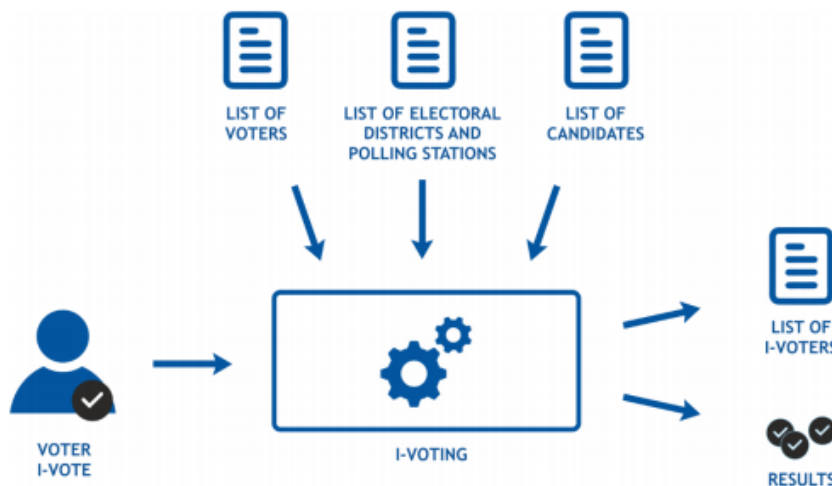 LIST OF
VOTERS
LIST OF ELECTORAL
DISTRICTS AND
POLLING STATIONS
LIST OF
CANDIDATES
LIST OF
I-VOTERS
VOTER
I-VOTE
I-VOTING
RESULTS